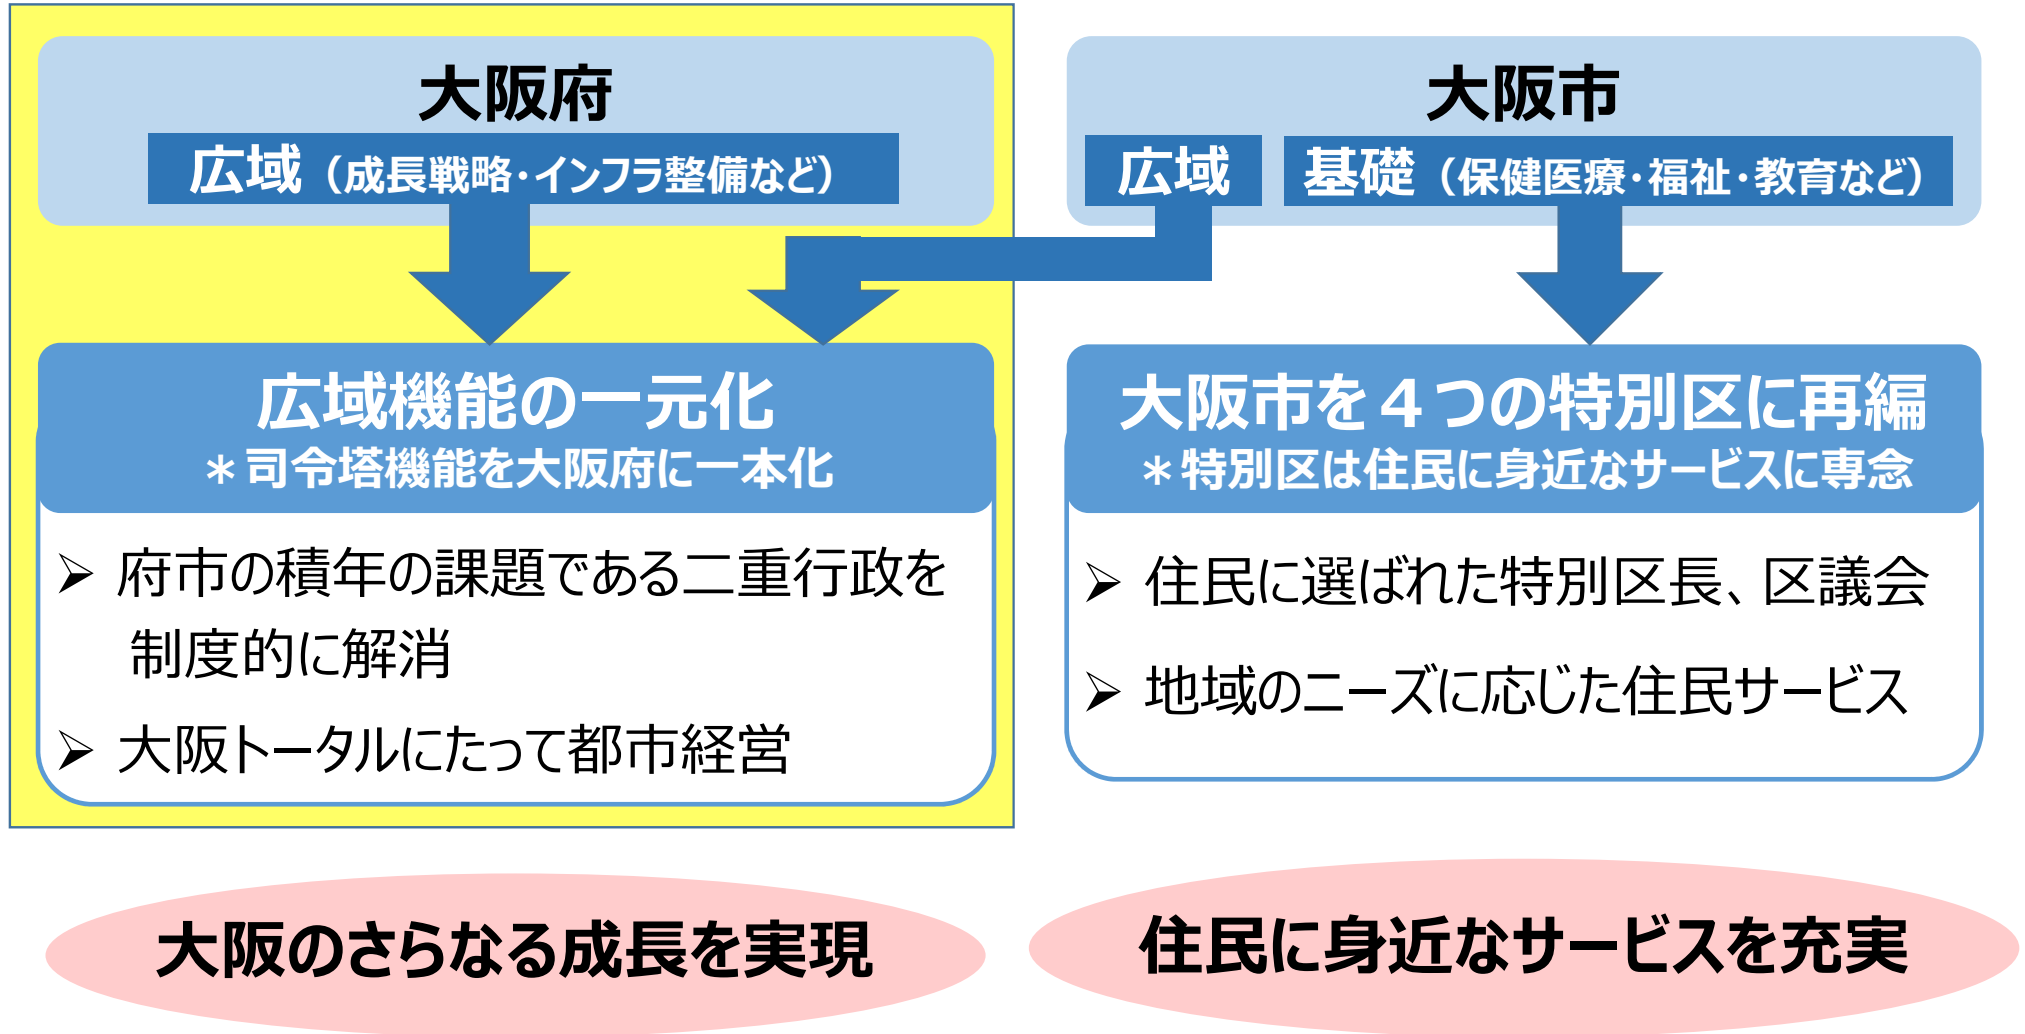 大阪府
広域（成長戦略・インフラ整備など）
広域機能の一元化
＊司令塔機能を大阪府に一本化
➢ 府市の積年の課題である二重行政を
制度的に解消
➢ 大阪トータルにたって都市経営
大阪のさらなる成長を実現
大阪市
広域
基礎（保健医療・福祉・教育など）
大阪市を４つの特別区に再編
＊特別区は住民に身近なサービスに専念
➢ 住民に選ばれた特別区長、区議会
➢ 地域のニーズに応じた住民サービス
住民に身近なサービスを充実